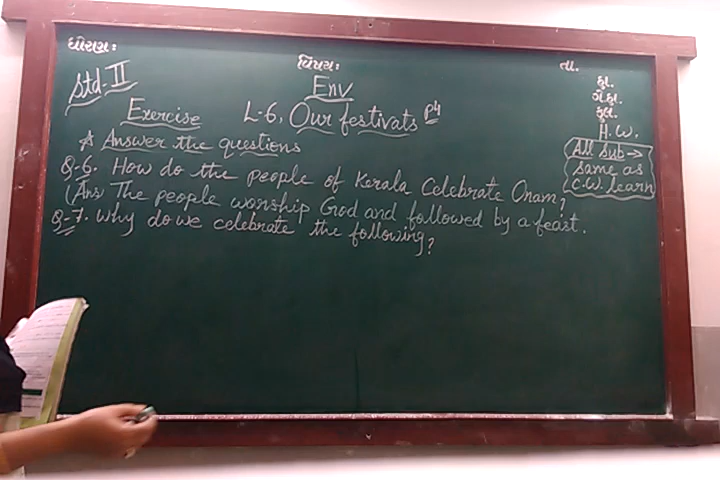 ધોરણઃ વિષયઃ તા.
Std-II Env
Exercise L-6, Our festivats P4
હા.
ગેહા.
કુલ.
☆ Answer the questions
Q-6. How do the people of Kerala Celebrate Onam?
(Ans The people worship God and followed by a feast.
Q-7. Why do we celebrate the following?
H.W.
All Sub→
Same as
C.W. learn